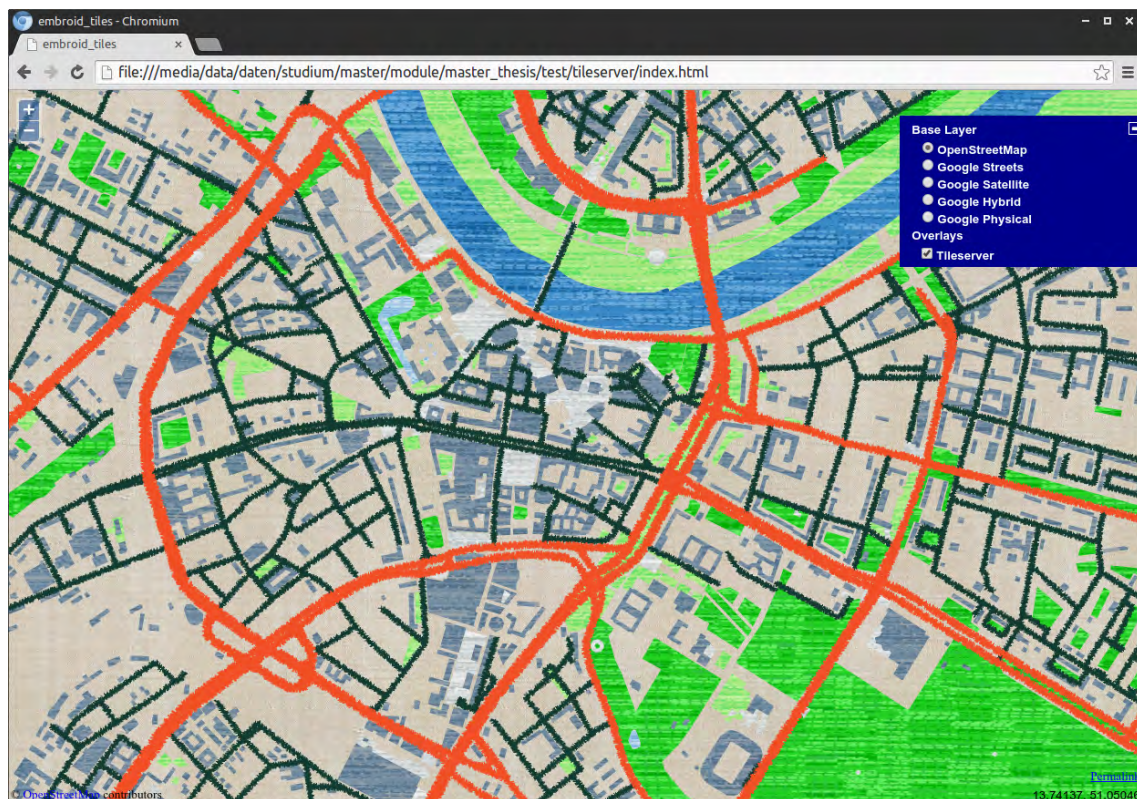 embroid_tiles - Chromium
embroid_tiles
file:///media/data/daten/studium/master/module/master_thesis/test/tileserver/index.html
Base Layer
OpenStreetMap
Google Streets
Google Satellite
Google Hybrid
Google Physical
Overlays
Tileserver
Permalink
© OpenStreetMap contributors
13.74137, 51.05046